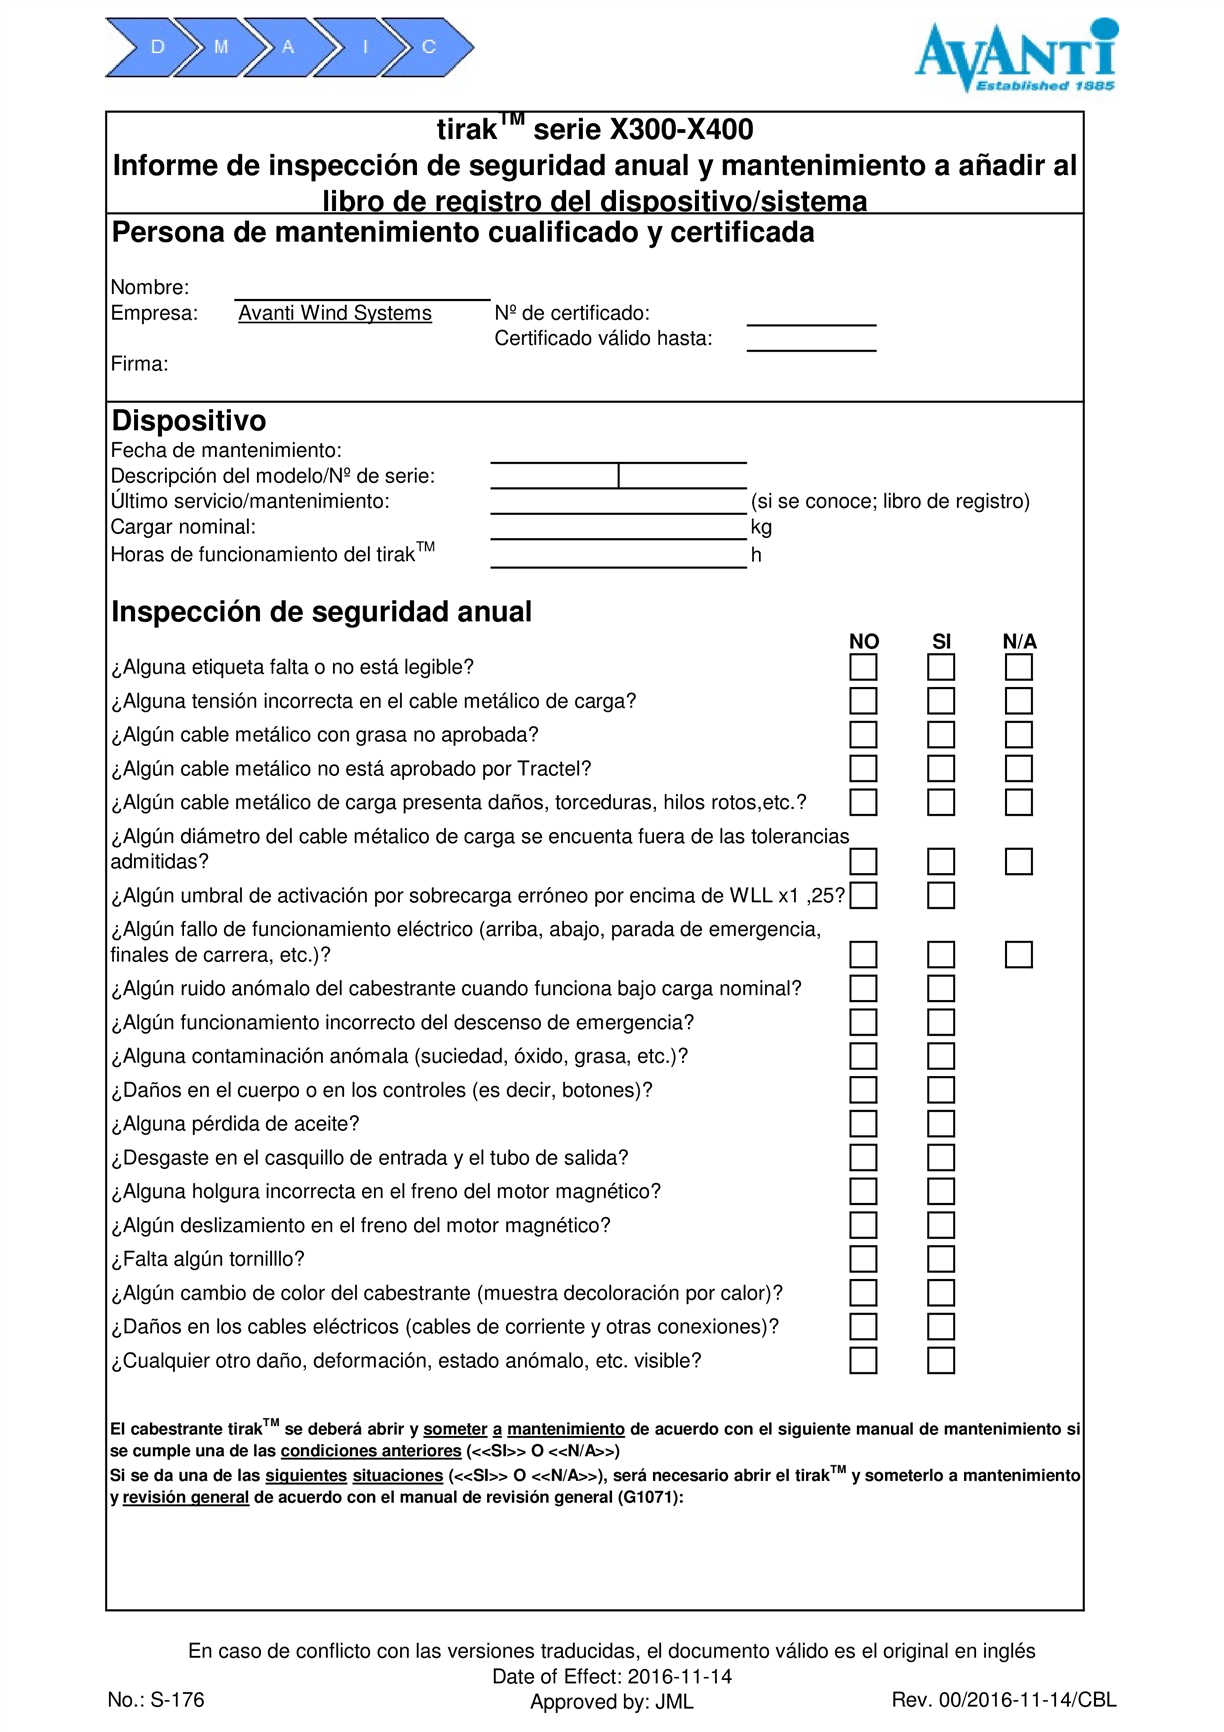 D M A I C
AVANTI
Established 1885
tirak™ serie X300-X400
Informe de inspección de seguridad anual y mantenimiento a añadir al
libro de registro del dispositivo/sistema
Persona de mantenimiento cualificado y certificada
Nombre:
Empresa: Avanti Wind Systems Nº de certificado:
Certificado válido hasta:
Firma:
Dispositivo
Fecha de mantenimiento:
Descripción del modelo/Nº de serie:
Último servicio/mantenimiento: (si se conoce; libro de registro)
Cargar nominal: kg
Horas de funcionamiento del tirak™ h
Inspección de seguridad anual
NO SI N/A
¿Alguna etiqueta falta o no está legible?
¿Alguna tensión incorrecta en el cable metálico de carga?
¿Algún cable metálico con grasa no aprobada?
¿Algún cable metálico no está aprobado por Tractel?
¿Algún cable metálico de carga presenta daños, torceduras, hilos rotos,etc.?
¿Algún diámetro del cable métalico de carga se encuenta fuera de las tolerancias
admitidas?
¿Algún umbral de activación por sobrecarga erróneo por encima de WLL x1 ,25?
¿Algún fallo de funcionamiento eléctrico (arriba, abajo, parada de emergencia,
finales de carrera, etc.)?
¿Algún ruido anómalo del cabestrante cuando funciona bajo carga nominal?
¿Algún funcionamiento incorrecto del descenso de emergencia?
¿Alguna contaminación anómala (suciedad, óxido, grasa, etc.)?
¿Daños en el cuerpo o en los controles (es decir, botones)?
¿Alguna pérdida de aceite?
¿Desgaste en el casquillo de entrada y el tubo de salida?
¿Alguna holgura incorrecta en el freno del motor magnético?
¿Algún deslizamiento en el freno del motor magnético?
¿Falta algún tornilllo?
¿Algún cambio de color del cabestrante (muestra decoloración por calor)?
¿Daños en los cables eléctricos (cables de corriente y otras conexiones)?
¿Cualquier otro daño, deformación, estado anómalo, etc. visible?
El cabestrante tirak™ se deberá abrir y someter a mantenimiento de acuerdo con el siguiente manual de mantenimiento si
se cumple una de las condiciones anteriores (<<SI>> O <<N/A>>)
Si se da una de las siguientes situaciones (<<SI>> O <<N/A>>), será necesario abrir el tirak™ y someterlo a mantenimiento
y revisión general de acuerdo con el manual de revisión general (G1071):
En caso de conflicto con las versiones traducidas, el documento válido es el original en inglés
Date of Effect: 2016-11-14
No.: S-176 Approved by: JML Rev. 00/2016-11-14/CBL